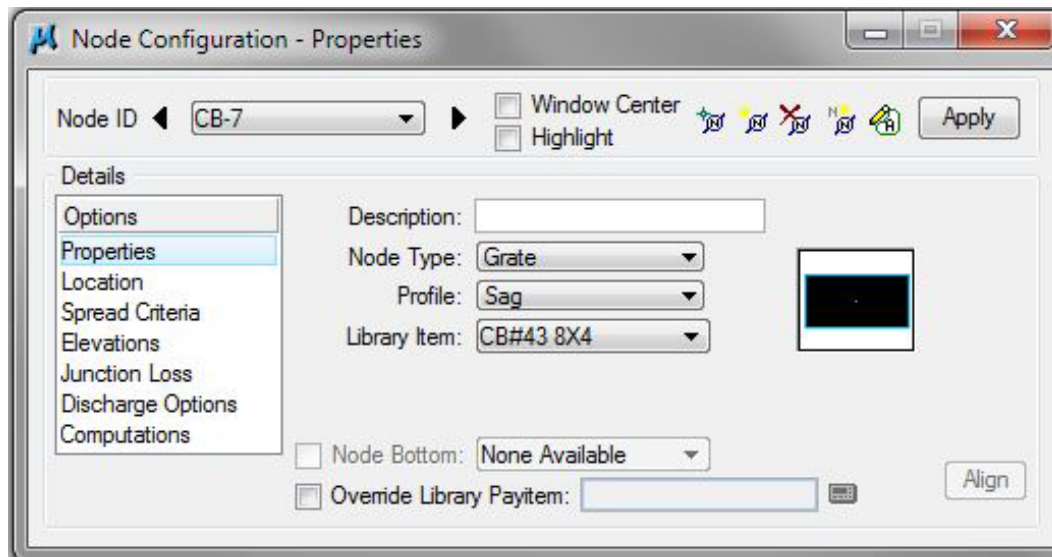 Node Configuration - Properties
Node ID CB-7 Window Center Apply
Highlight
Details
Options
Properties
Location
Spread Criteria
Elevations
Junction Loss
Discharge Options
Computations
Description:
Node Type: Grate
Profile: Sag
Library Item: CB#43 8X4
Node Bottom: None Available
Override Library Payitem:
Align